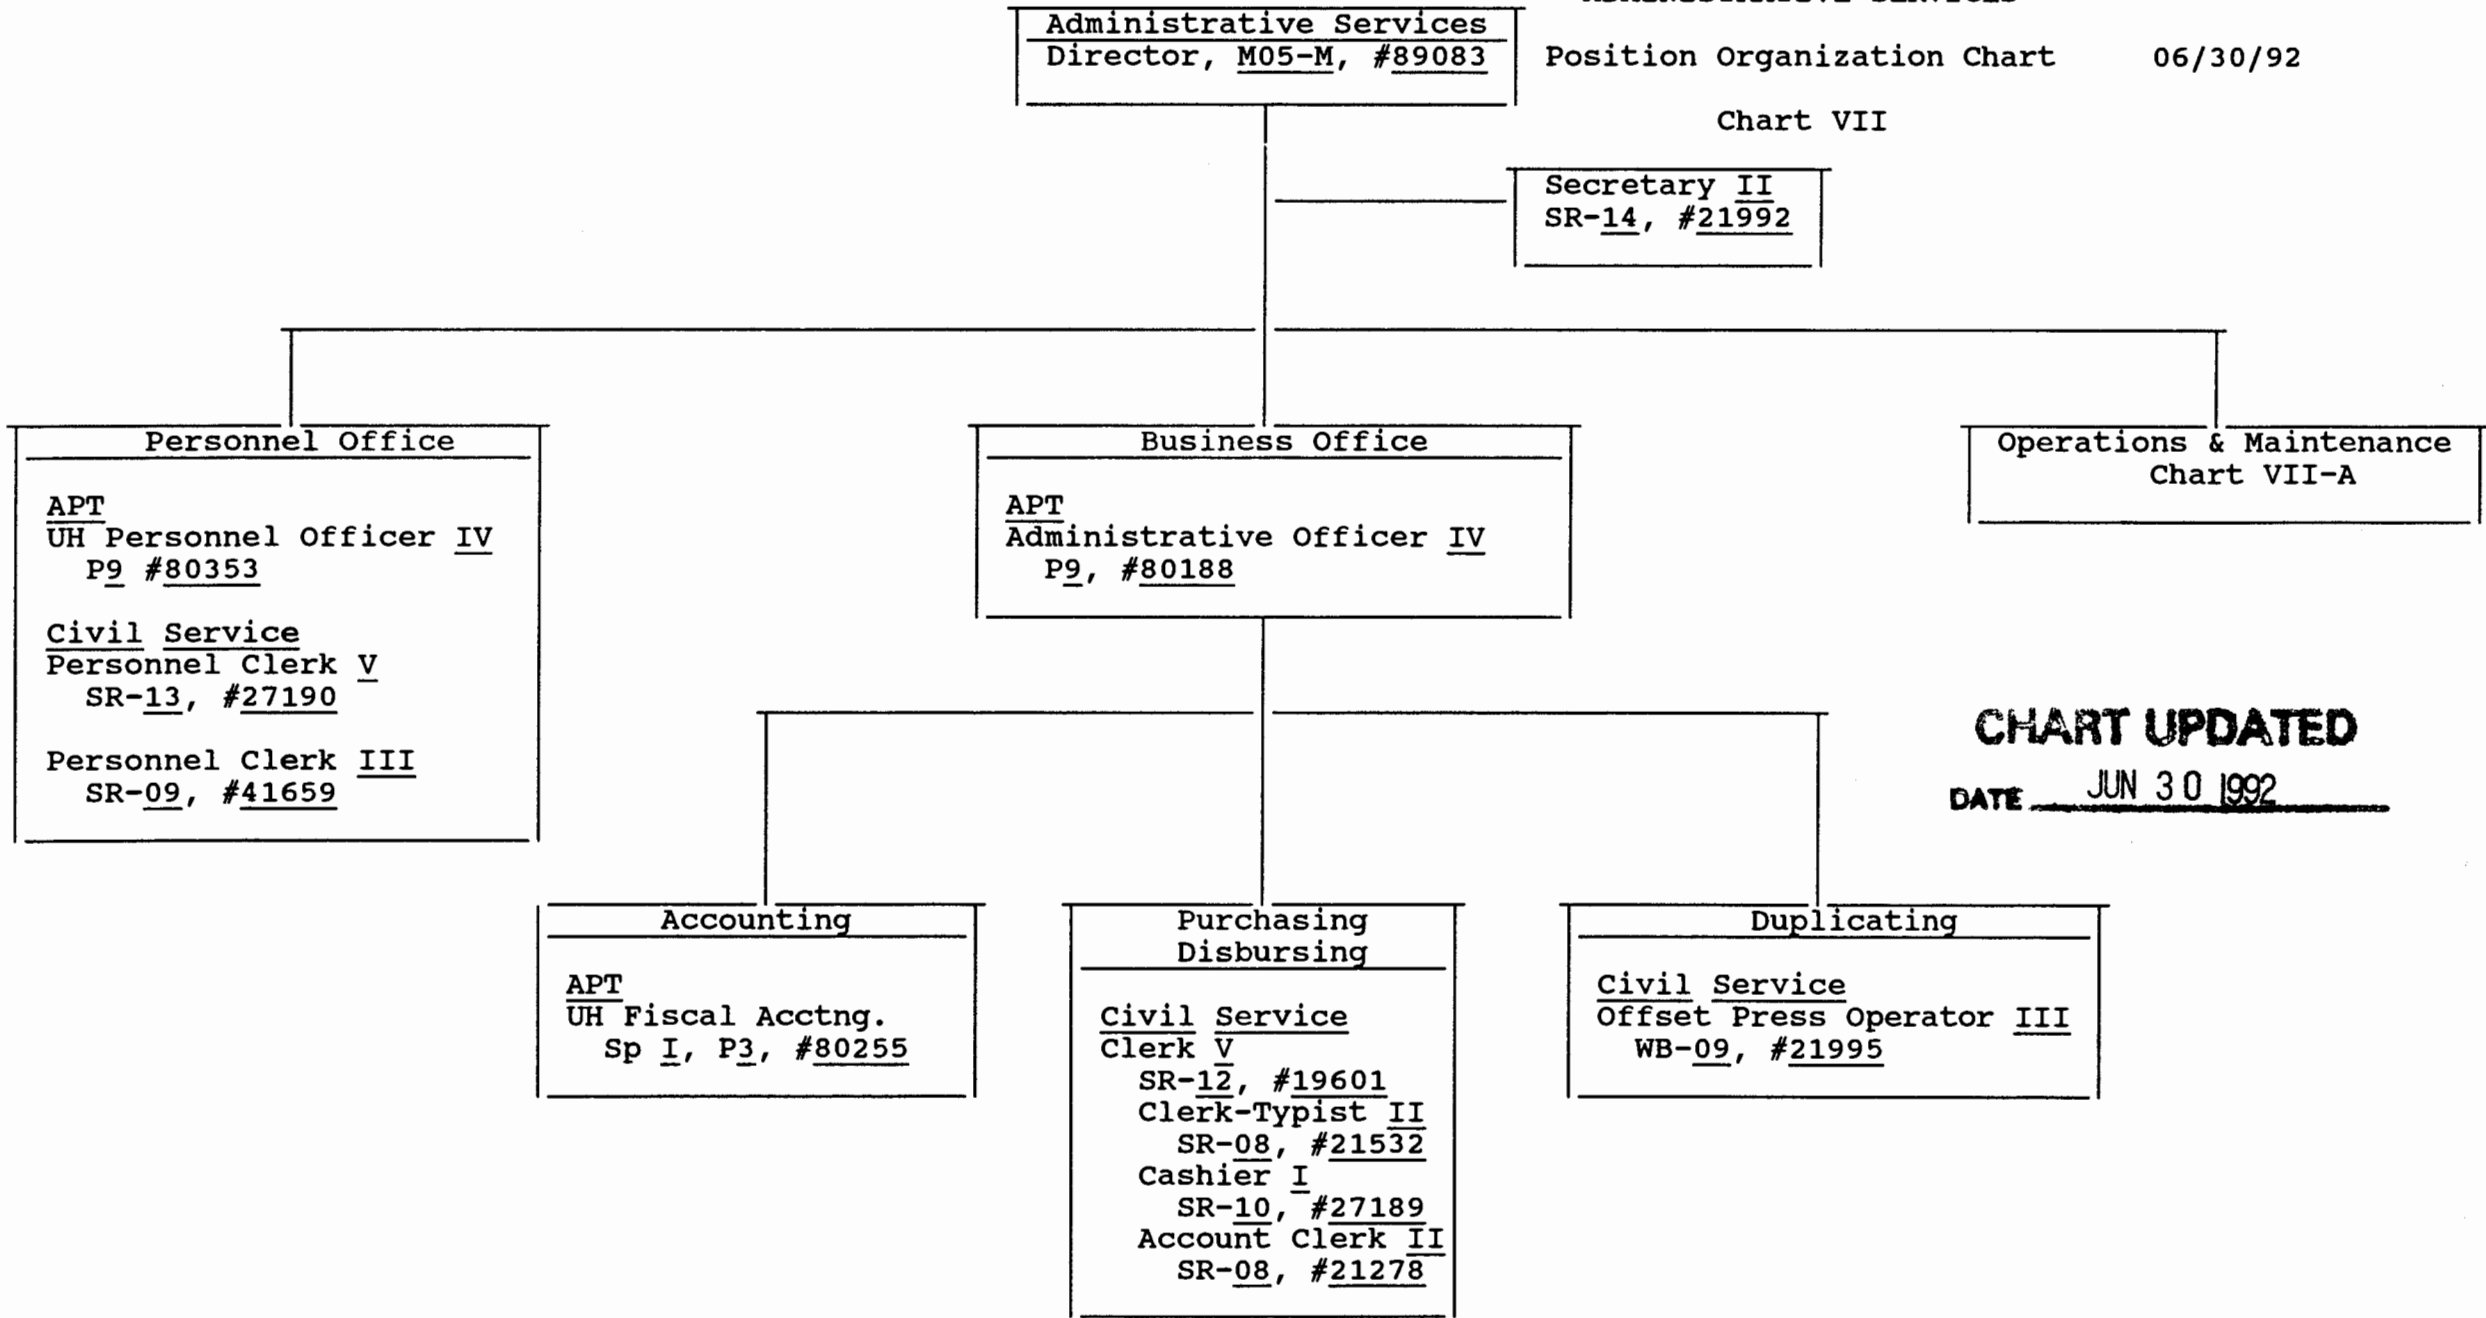 Administrative Services
Director, M05-M, #89083
Position Organization Chart 06/30/92
Chart VII
Secretary II
SR-14, #21992
Personnel Office
APT
UH Personnel Officer IV
P9 #80353
Civil Service
Personnel Clerk V
SR-13, #27190
Personnel Clerk III
SR-09, #41659
Business Office
APT
Administrative Officer IV
P9, #80188
Operations & Maintenance
Chart VII-A
CHART UPDATED
DATE JUN 30 1992
Accounting
APT
UH Fiscal Acctng.
Sp I, P3, #80255
Purchasing
Disbursing
Civil Service
Clerk V
SR-12, #19601
Clerk-Typist II
SR-08, #21532
Cashier I
SR-10, #27189
Account Clerk II
SR-08, #21278
Duplicating
Civil Service
Offset Press Operator III
WB-09, #21995